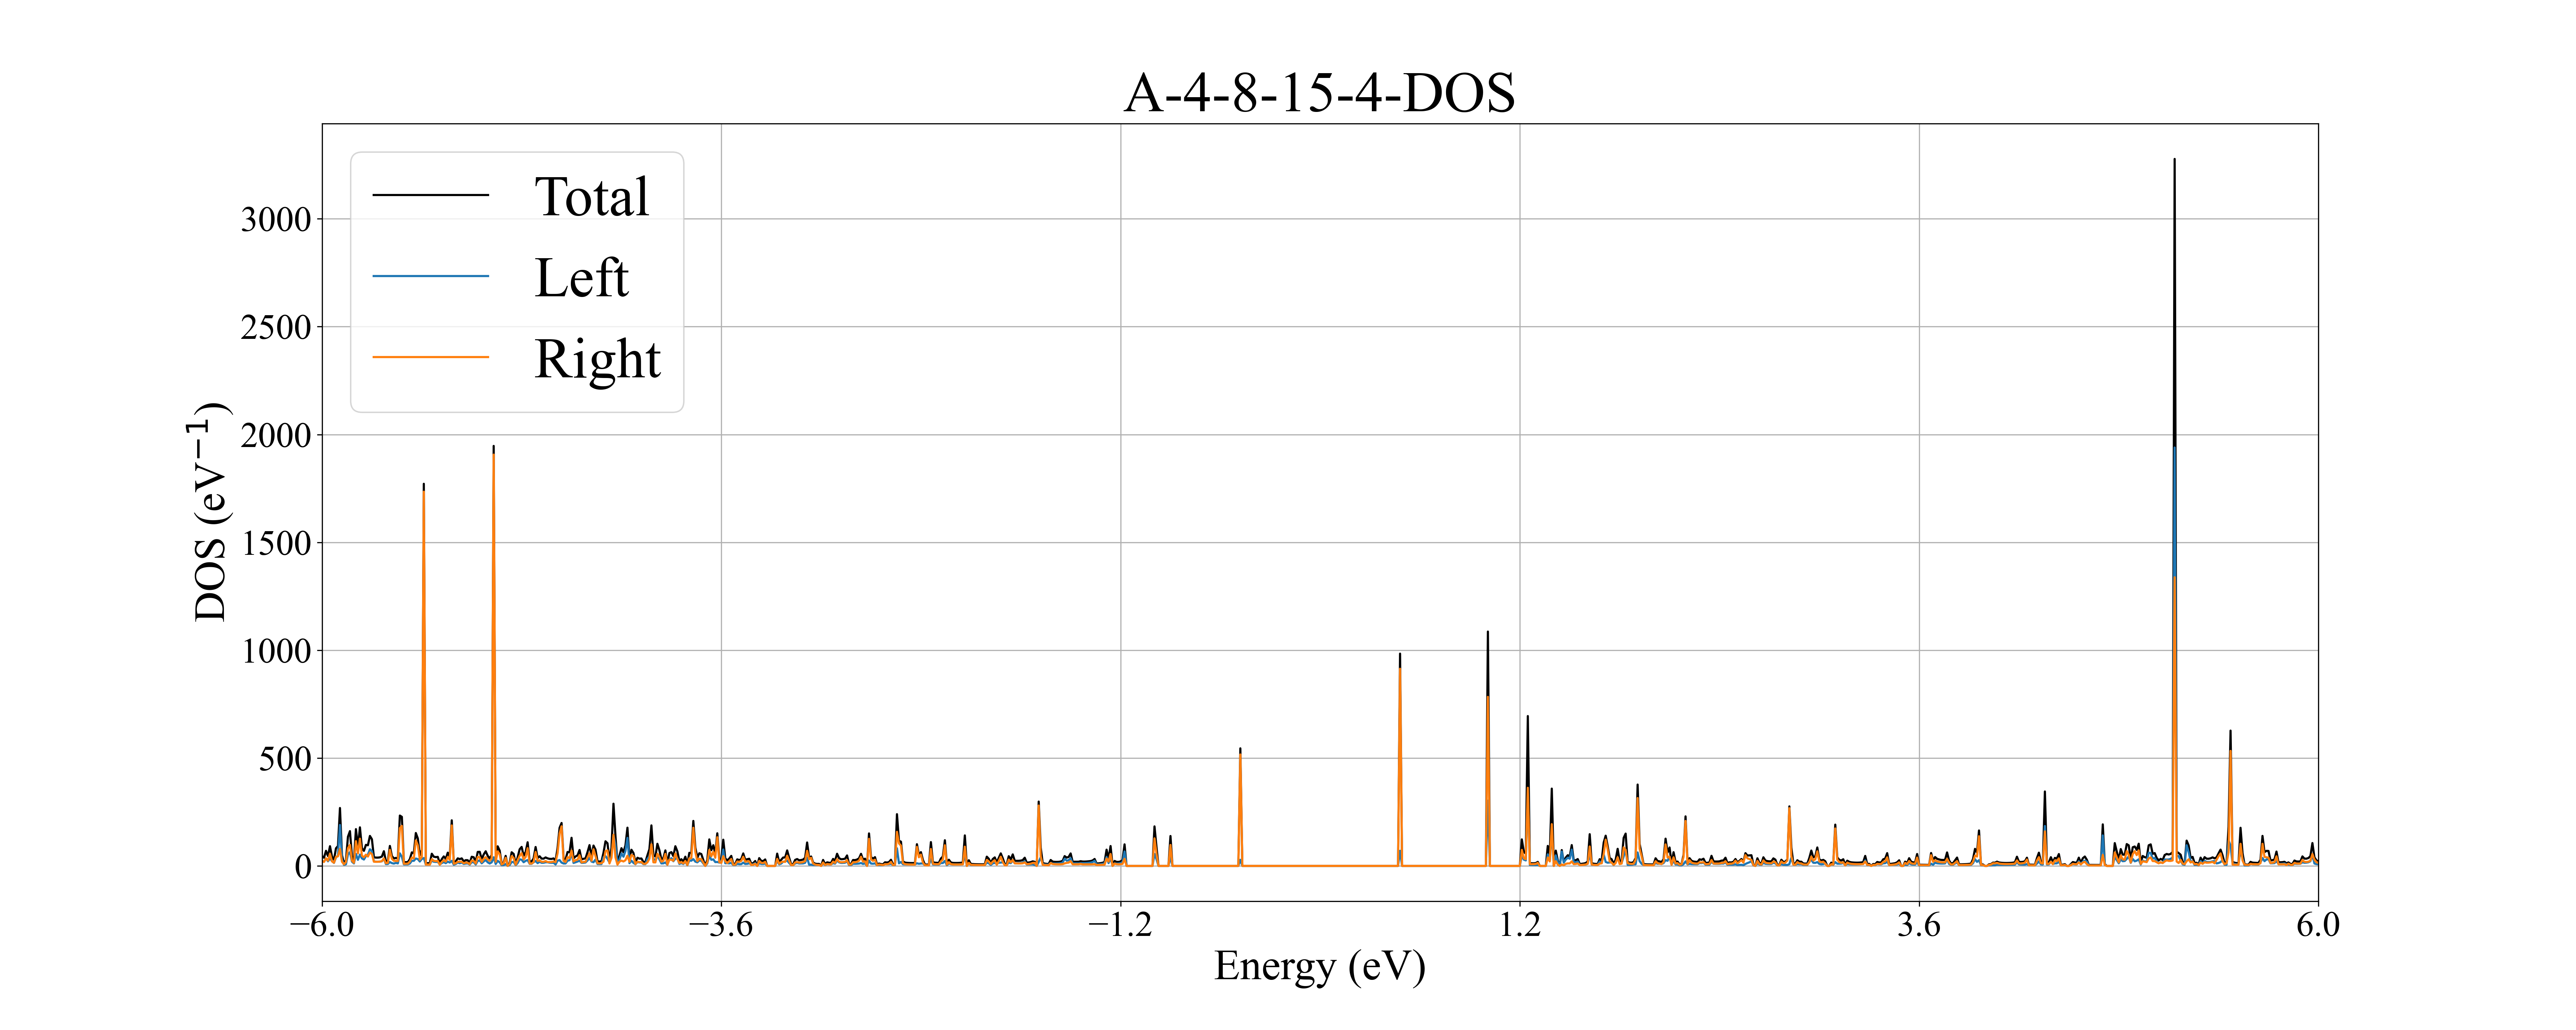 A-4-8-15-4-DOS
Total
Left
Right
3000
2500
2000
1500
1000
500
0
DOS (eV⁻¹)
−6.0 −3.6 −1.2 1.2 3.6 6.0
Energy (eV)